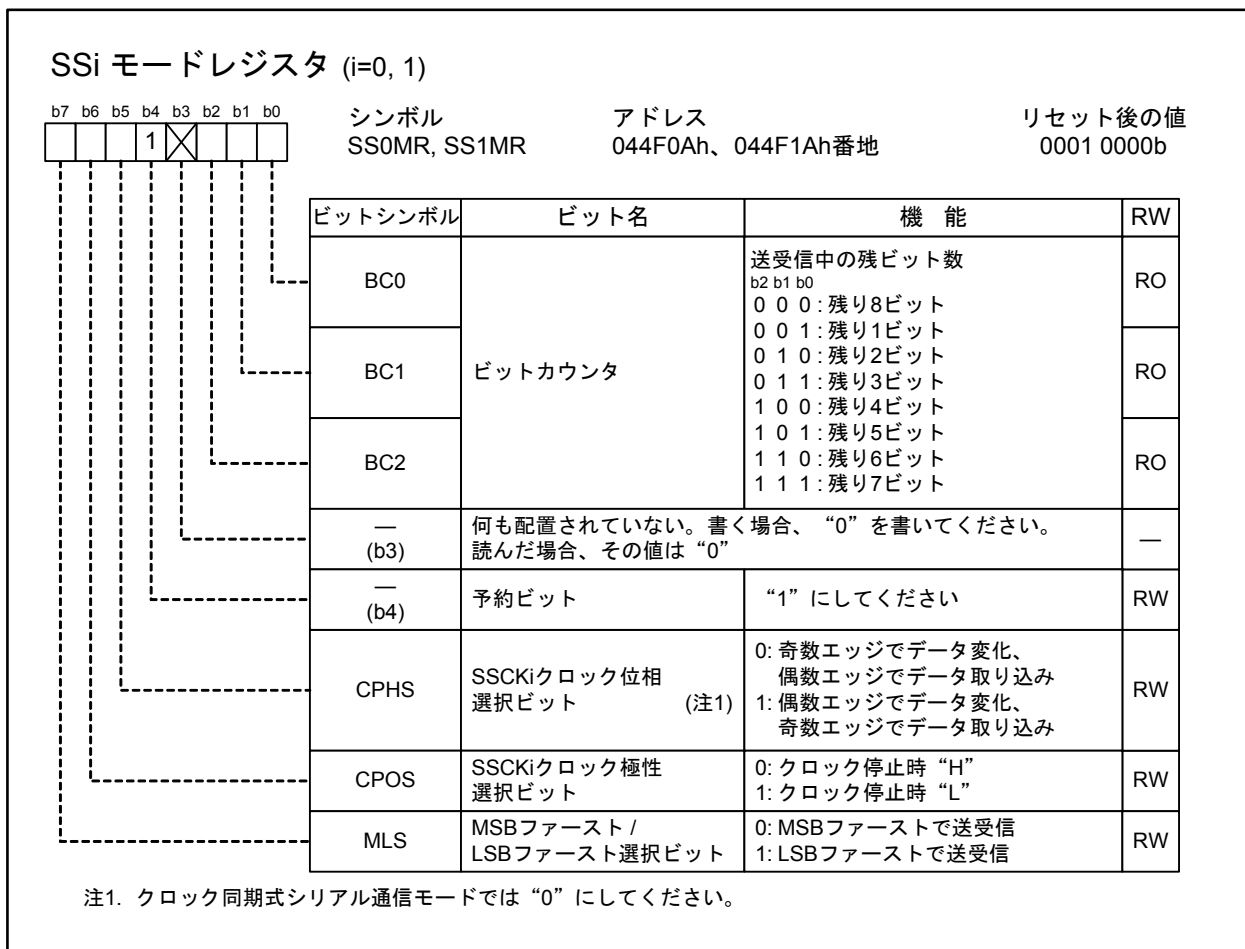 SSi モードレジスタ (i=0, 1)
b7 b6 b5 b4 b3 b2 b1 b0
1
シンボル アドレス リセット後の値
SS0MR, SS1MR 044F0Ah、044F1Ah番地 0001 0000b
ビットシンボル ビット名 機 能 RW
BC0
BC1
BC2
ビットカウンタ
送受信中の残ビット数
b2 b1 b0
0 0 0 : 残り8ビット
0 0 1 : 残り1ビット
0 1 0 : 残り2ビット
0 1 1 : 残り3ビット
1 0 0 : 残り4ビット
1 0 1 : 残り5ビット
1 1 0 : 残り6ビット
1 1 1 : 残り7ビット
RO
RO
RO
—
(b3)
何も配置されていない。書く場合、“0”を書いてください。
読んだ場合、その値は“0”
—
—
(b4)
予約ビット
“1”にしてください
RW
CPHS
SSCKiクロック位相
選択ビット (注1)
0: 奇数エッジでデータ変化、
偶数エッジでデータ取り込み
1: 偶数エッジでデータ変化、
奇数エッジでデータ取り込み
RW
CPOS
SSCKiクロック極性
選択ビット
0: クロック停止時“H”
1: クロック停止時“L”
RW
MLS
MSBファースト /
LSBファースト選択ビット
0: MSBファーストで送受信
1: LSBファーストで送受信
RW
注1. クロック同期式シリアル通信モードでは“0”にしてください。